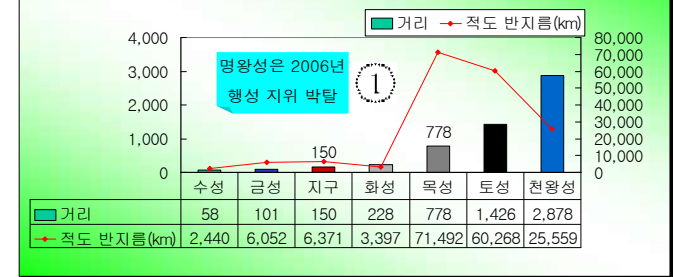 거리 적도 반지름(km)
4,000 80,000
3,000 70,000
2,000 60,000
1,000 50,000
0 40,000
30,000
20,000
10,000
0
명왕성은 2006년
행성 지위 박탈
1
150
778
수성 금성 지구 화성 목성 토성 천왕성
거리 58 101 150 228 778 1,426 2,878
적도 반지름(km) 2,440 6,052 6,371 3,397 71,492 60,268 25,559